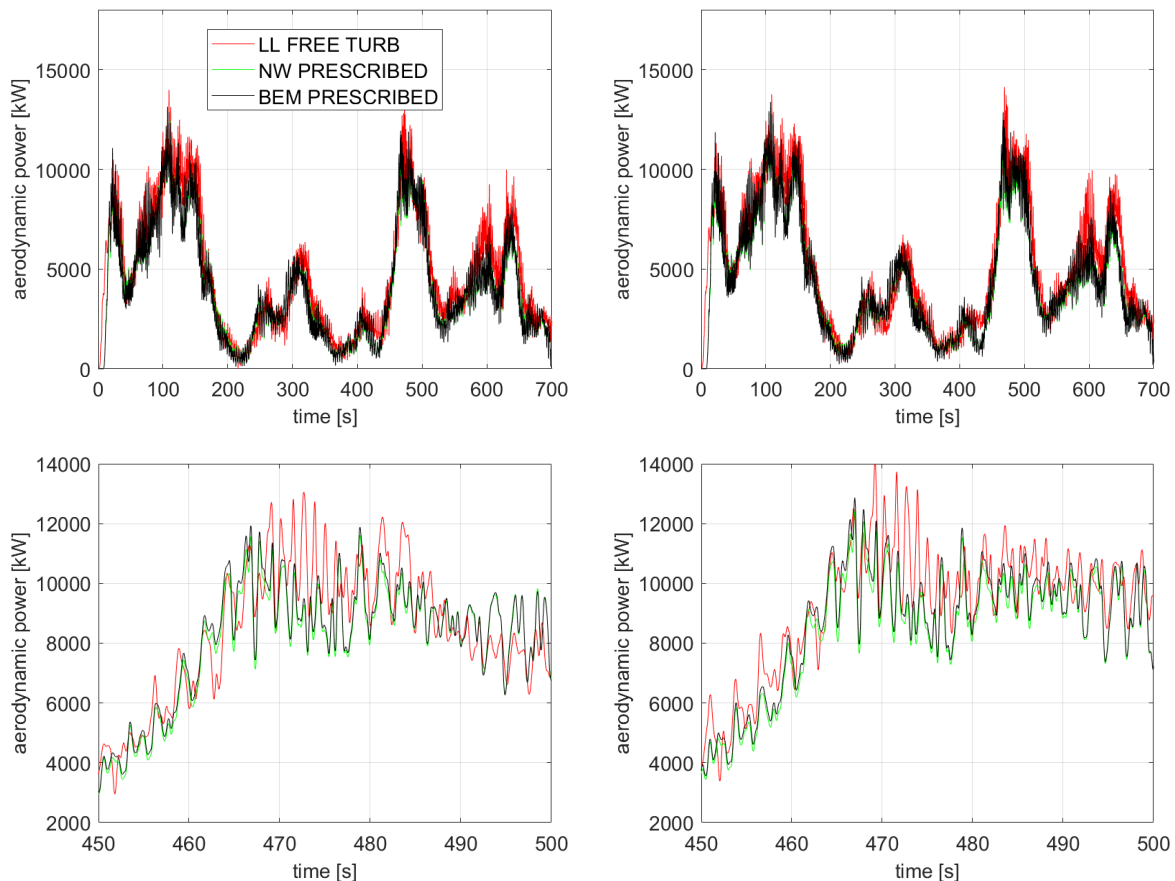 15000
10000
5000
0
aerodynamic power [kW]
LL FREE TURB
NW PRESCRIBED
BEM PRESCRIBED
0 100 200 300 400 500 600 700
time [s]
15000
10000
5000
0
aerodynamic power [kW]
0 100 200 300 400 500 600 700
time [s]
14000
12000
10000
8000
6000
4000
2000
aerodynamic power [kW]
450 460 470 480 490 500
time [s]
14000
12000
10000
8000
6000
4000
2000
aerodynamic power [kW]
450 460 470 480 490 500
time [s]